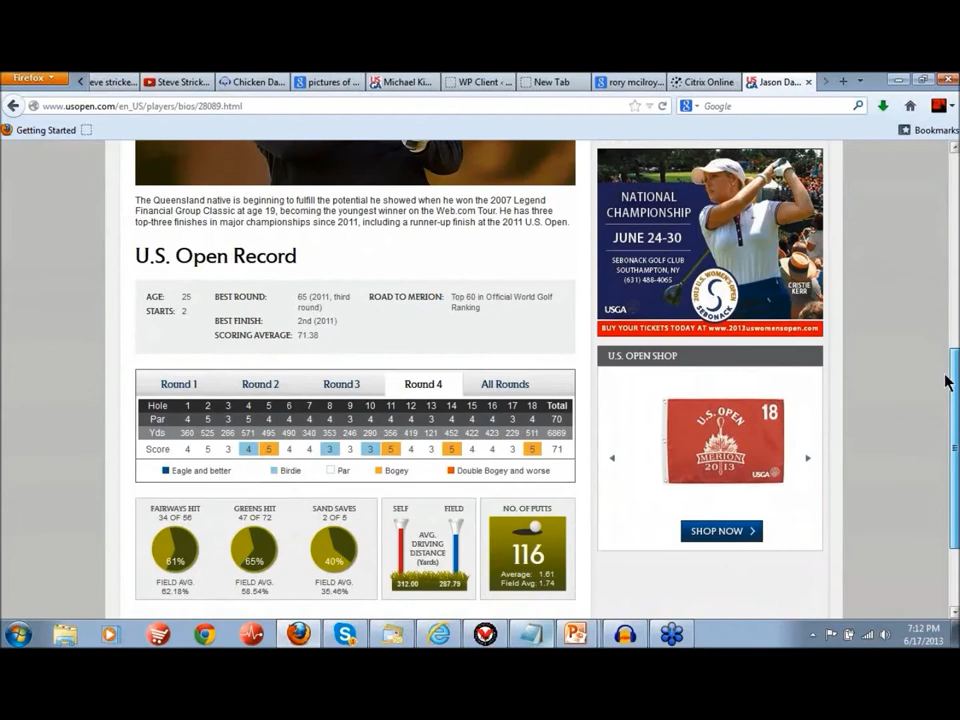 Firefox
eve stricke...
Steve Strick...
Chicken Da...
pictures of ...
Michael Ki...
WP Client ‹ ...
New Tab
rory mcilroy...
Citrix Online
Jason Da...
www.usopen.com/en_US/players/bios/28089.html
Google
Getting Started
Bookmarks
The Queensland native is beginning to fulfill the potential he showed when he won the 2007 Legend
Financial Group Classic at age 19, becoming the youngest winner on the Web.com Tour. He has three
top-three finishes in major championships since 2011, including a runner-up finish at the 2011 U.S. Open.
U.S. Open Record
AGE: 25
STARTS: 2
BEST ROUND: 65 (2011, third
round)
BEST FINISH: 2nd (2011)
SCORING AVERAGE: 71.38
ROAD TO MERION: Top 60 in Official World Golf
Ranking
Round 1 Round 2 Round 3 Round 4 All Rounds
Hole 1 2 3 4 5 6 7 8 9 10 11 12 13 14 15 16 17 18 Total
Par 4 5 3 5 4 4 4 4 3 4 4 4 3 4 4 4 3 4 70
Yds 360 525 266 571 495 490 340 353 246 290 356 419 121 452 422 423 229 511 6869
Score 4 5 3 4 5 4 4 3 3 3 5 4 3 5 4 4 3 5 71
Eagle and better Birdie Par Bogey Double Bogey and worse
FAIRWAYS HIT
34 OF 56
61%
FIELD AVG.
62.18%
GREENS HIT
47 OF 72
65%
FIELD AVG.
58.54%
SAND SAVES
2 OF 5
40%
FIELD AVG.
35.46%
SELF FIELD
AVG.
DRIVING
DISTANCE
(Yards)
312.00 287.79
NO. OF PUTTS
116
Average: 1.61
Field Avg. 1.74
NATIONAL
CHAMPIONSHIP
JUNE 24-30
SEBONACK GOLF CLUB
SOUTHAMPTON, NY
(631) 488-4065
2013 U.S. WOMEN'S OPEN
S
SEBONACK
CRISTIE
KERR
USGA
BUY YOUR TICKETS TODAY AT www.2013uswomensopen.com
U.S. OPEN SHOP
U.S. OPEN
18
MERION
2013
USGA
SHOP NOW
7:12 PM
6/17/2013